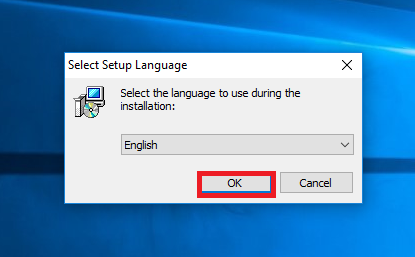 Select Setup Language
Select the language to use during the
installation:
English
OK
Cancel